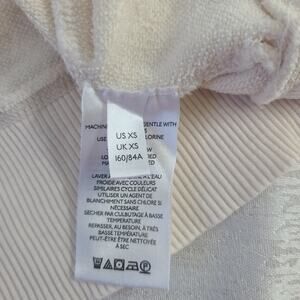 MACHINE GENTLE WITH
US XS
UK XS
160/84A
LAVER À L'EAU
FROIDE AVEC COULEURS
SIMILAIRES CYCLE DÉLICAT
UTILISER UN AGENT DE
BLANCHIMENT SANS CHLORE SI
NÉCESSAIRE
SÉCHER PAR CULBUTAGE À BASSE
TEMPÉRATURE
REPASSER, AU BESOIN, À TRÈS
BASSE TEMPÉRATURE
PEUT-ÊTRE ÊTRE NETTOYÉE
À SEC